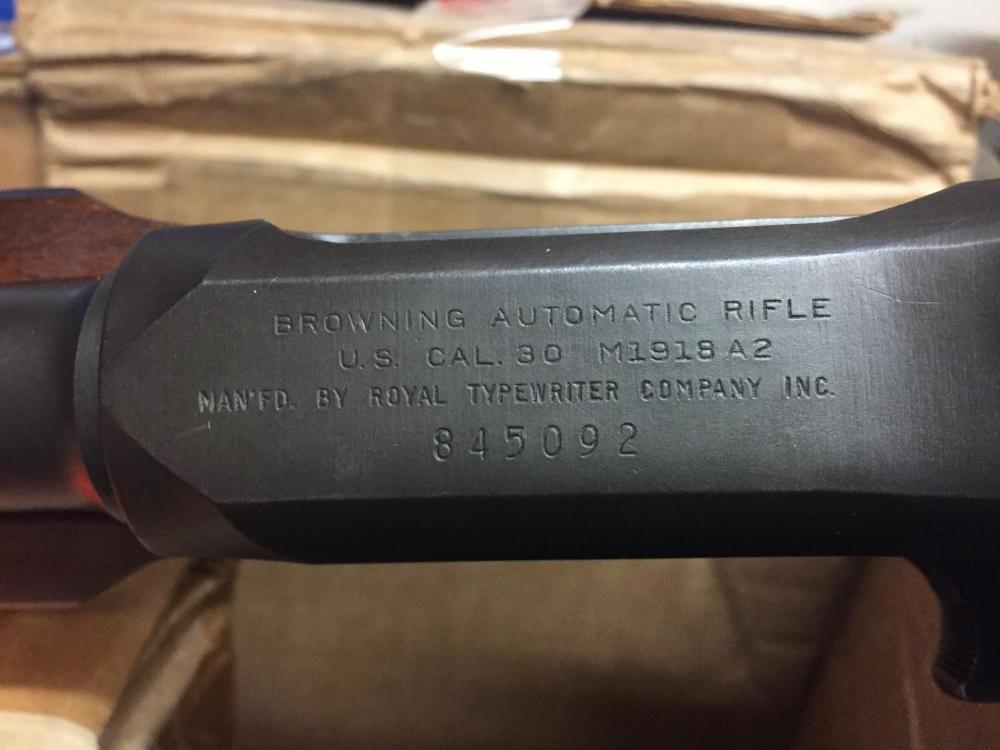 BROWNING AUTOMATIC RIFLE
U.S. CAL. 30 M1918A2
MAN'FD. BY ROYAL TYPEWRITER COMPANY INC.
845092